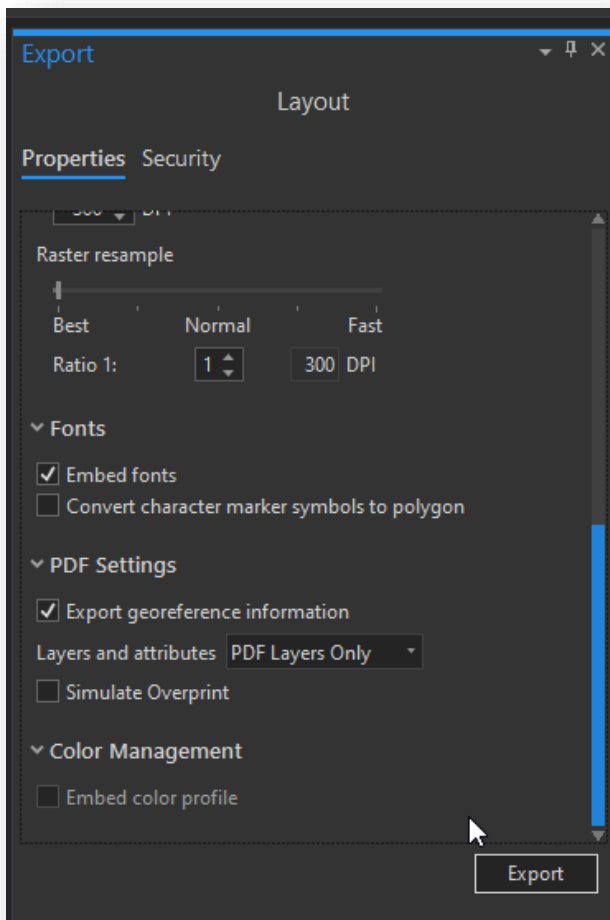 Export
Layout
Properties Security
300 DPI
Raster resample
Best Normal Fast
Ratio 1: 1 300 DPI
Fonts
Embed fonts
Convert character marker symbols to polygon
PDF Settings
Export georeference information
Layers and attributes PDF Layers Only
Simulate Overprint
Color Management
Embed color profile
Export